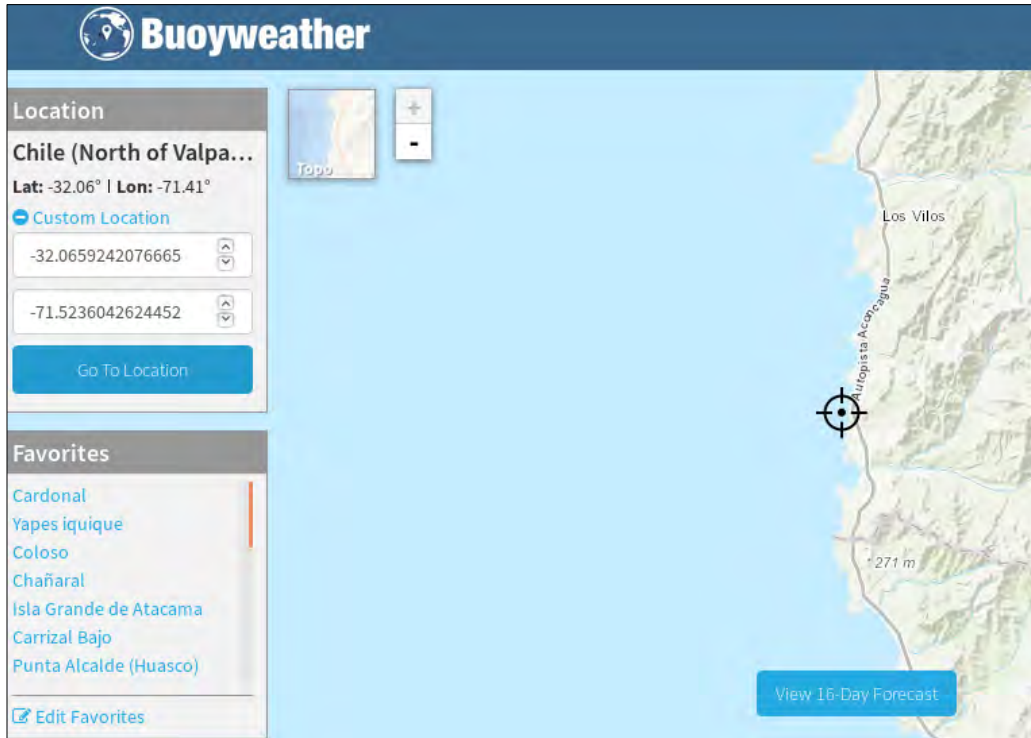 Buoyweather
Location
Chile (North of Valpa...
Lat: -32.06° | Lon: -71.41°
Custom Location
-32.0659242076665
-71.5236042624452
Go To Location
Favorites
Cardonal
Yapes iquique
Coloso
Chañaral
Isla Grande de Atacama
Carrizal Bajo
Punta Alcalde (Huasco)
Edit Favorites
Topo
+
-
Los Vilos
Autopista Aconcagua
271 m
View 16-Day Forecast